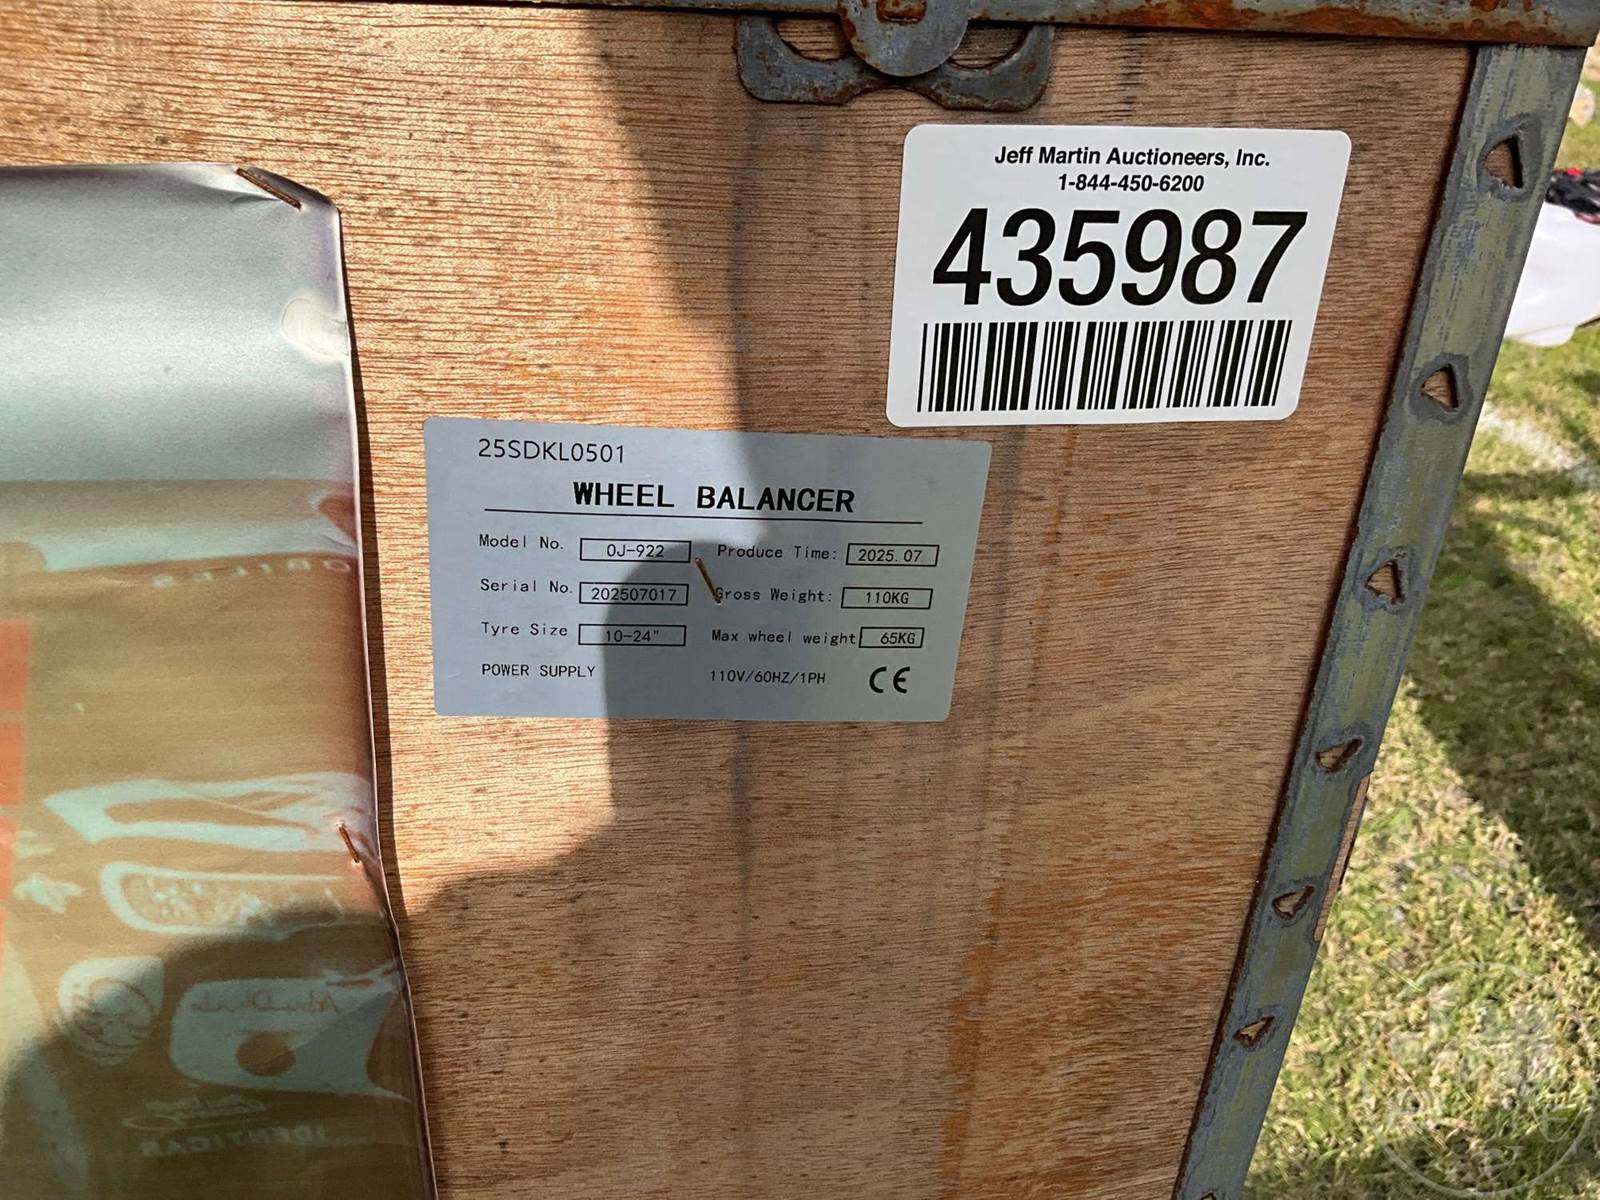 Jeff Martin Auctioneers, Inc.
1-844-450-6200
435987
25SDKL0501
WHEEL BALANCER
Model No. OJ-922 Produce Time: 2025.07
Serial No. 202507017 Gross Weight: 110KG
Tyre Size 10-24" Max wheel weight 65KG
POWER SUPPLY 110V/60HZ/1PH CE
IDENTICAR